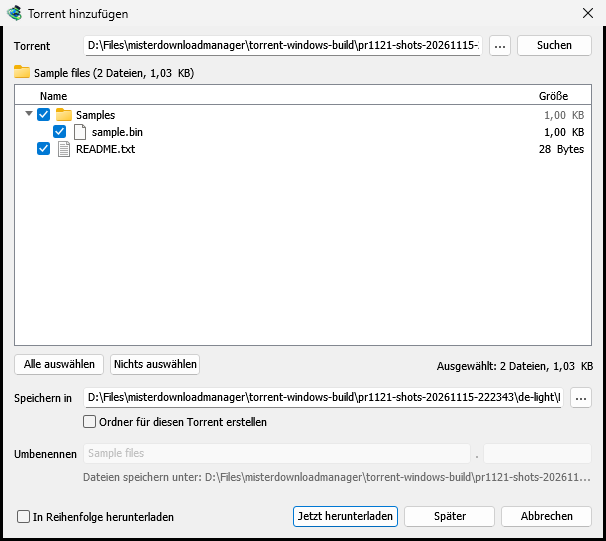 Torrent hinzufügen
Torrent D:\Files\misterdownloadmanager\torrent-windows-build\pr1121-shots-20261115- ... Suchen
Sample files (2 Dateien, 1,03 KB)
Name Größe
Samples 1,00 KB
sample.bin 1,00 KB
README.txt 28 Bytes
Alle auswählen Nichts auswählen Ausgewählt: 2 Dateien, 1,03 KB
Speichern in D:\Files\misterdownloadmanager\torrent-windows-build\pr1121-shots-20261115-222343\de-light\ ...
Ordner für diesen Torrent erstellen
Umbenennen Sample files .
Dateien speichern unter: D:\Files\misterdownloadmanager\torrent-windows-build\pr1121-shots-202611...
In Reihenfolge herunterladen Jetzt herunterladen Später Abbrechen